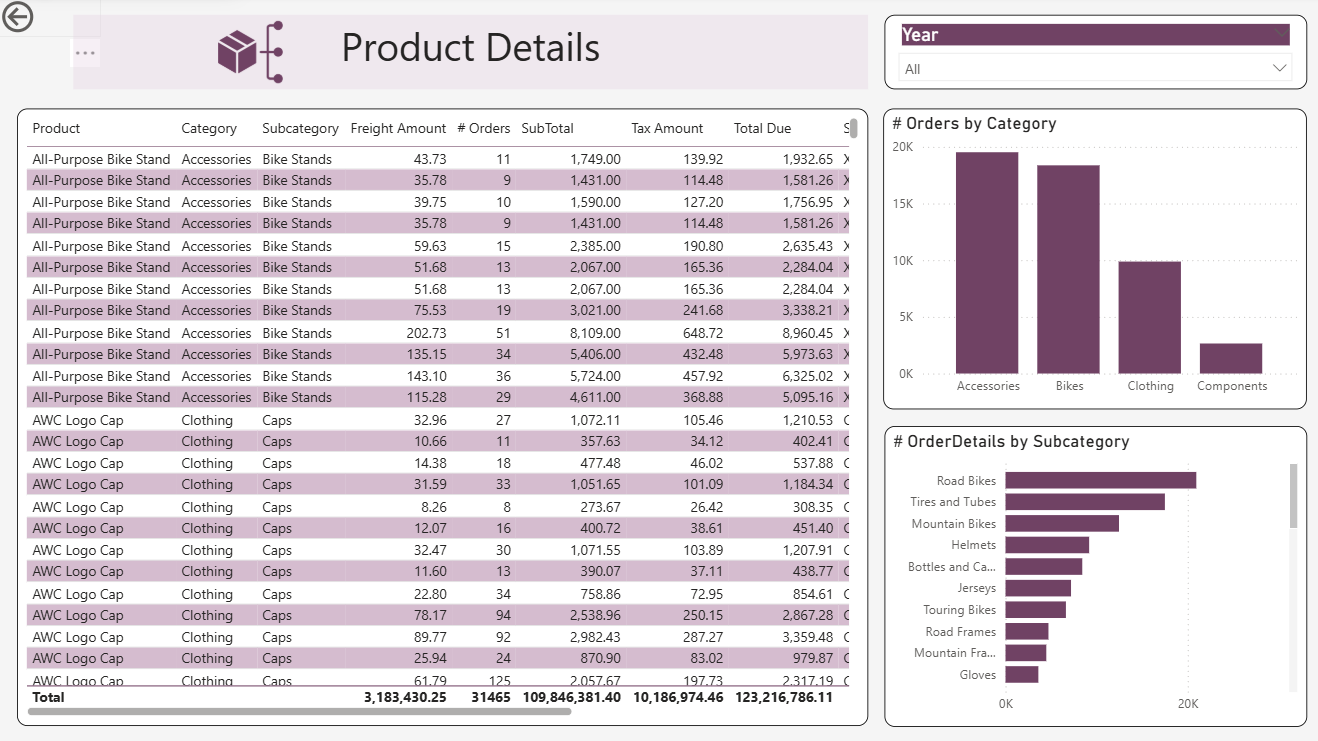 Product Details
Year
All
Product Category Subcategory Freight Amount # Orders SubTotal Tax Amount Total Due
All-Purpose Bike Stand Accessories Bike Stands 43.73 11 1,749.00 139.92 1,932.65 X
All-Purpose Bike Stand Accessories Bike Stands 35.78 9 1,431.00 114.48 1,581.26 X
All-Purpose Bike Stand Accessories Bike Stands 39.75 10 1,590.00 127.20 1,756.95 X
All-Purpose Bike Stand Accessories Bike Stands 35.78 9 1,431.00 114.48 1,581.26 X
All-Purpose Bike Stand Accessories Bike Stands 59.63 15 2,385.00 190.80 2,635.43 X
All-Purpose Bike Stand Accessories Bike Stands 51.68 13 2,067.00 165.36 2,284.04 X
All-Purpose Bike Stand Accessories Bike Stands 51.68 13 2,067.00 165.36 2,284.04 X
All-Purpose Bike Stand Accessories Bike Stands 75.53 19 3,021.00 241.68 3,338.21 X
All-Purpose Bike Stand Accessories Bike Stands 202.73 51 8,109.00 648.72 8,960.45 X
All-Purpose Bike Stand Accessories Bike Stands 135.15 34 5,406.00 432.48 5,973.63 X
All-Purpose Bike Stand Accessories Bike Stands 143.10 36 5,724.00 457.92 6,325.02 X
All-Purpose Bike Stand Accessories Bike Stands 115.28 29 4,611.00 368.88 5,095.16 X
AWC Logo Cap Clothing Caps 32.96 27 1,072.11 105.46 1,210.53
AWC Logo Cap Clothing Caps 10.66 11 357.63 34.12 402.41
AWC Logo Cap Clothing Caps 14.38 18 477.48 46.02 537.88
AWC Logo Cap Clothing Caps 31.59 33 1,051.65 101.09 1,184.34
AWC Logo Cap Clothing Caps 8.26 8 273.67 26.42 308.35
AWC Logo Cap Clothing Caps 12.07 16 400.72 38.61 451.40
AWC Logo Cap Clothing Caps 32.47 30 1,071.55 103.89 1,207.91
AWC Logo Cap Clothing Caps 11.60 13 390.07 37.11 438.77
AWC Logo Cap Clothing Caps 22.80 34 758.86 72.95 854.61
AWC Logo Cap Clothing Caps 78.17 94 2,538.96 250.15 2,867.28
AWC Logo Cap Clothing Caps 89.77 92 2,982.43 287.27 3,359.48
AWC Logo Cap Clothing Caps 25.94 24 870.90 83.02 979.87
AWC Logo Cap Clothing Caps 61.79 125 2,057.67 197.73 2,317.19
Total 3,183,430.25 31465 109,846,381.40 10,186,974.46 123,216,786.11
# Orders by Category
20K
15K
10K
5K
0K
Accessories Bikes Clothing Components
# OrderDetails by Subcategory
Road Bikes
Tires and Tubes
Mountain Bikes
Helmets
Bottles and Ca...
Jerseys
Touring Bikes
Road Frames
Mountain Fra...
Gloves
0K 20K